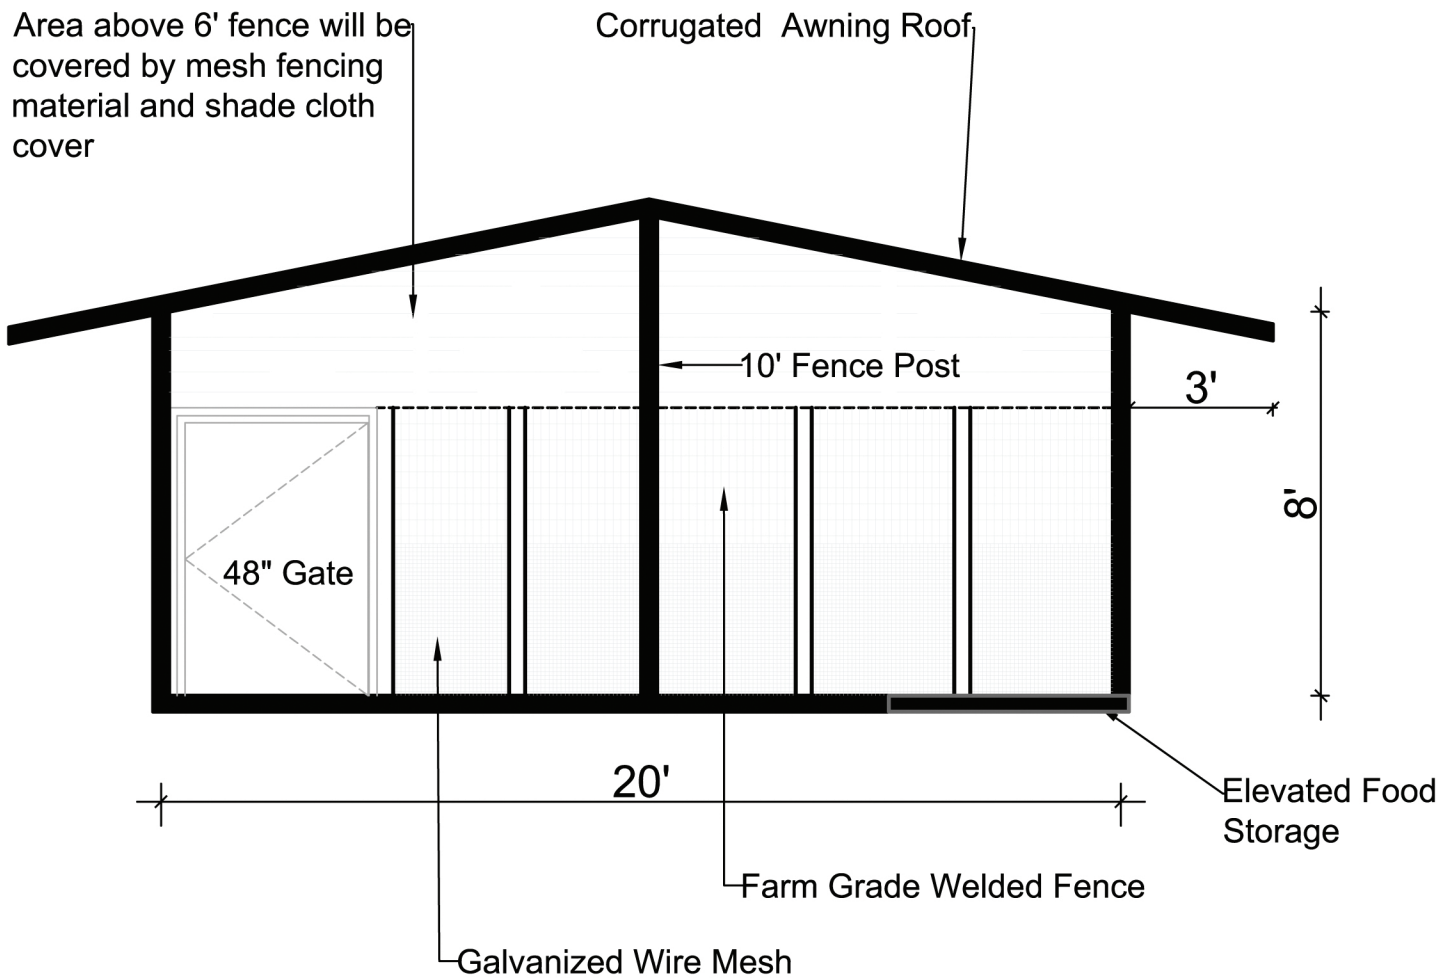 Area above 6' fence will be
covered by mesh fencing
material and shade cloth
cover
Corrugated Awning Roof
10' Fence Post
3'
8'
48" Gate
20'
Elevated Food
Storage
Farm Grade Welded Fence
Galvanized Wire Mesh